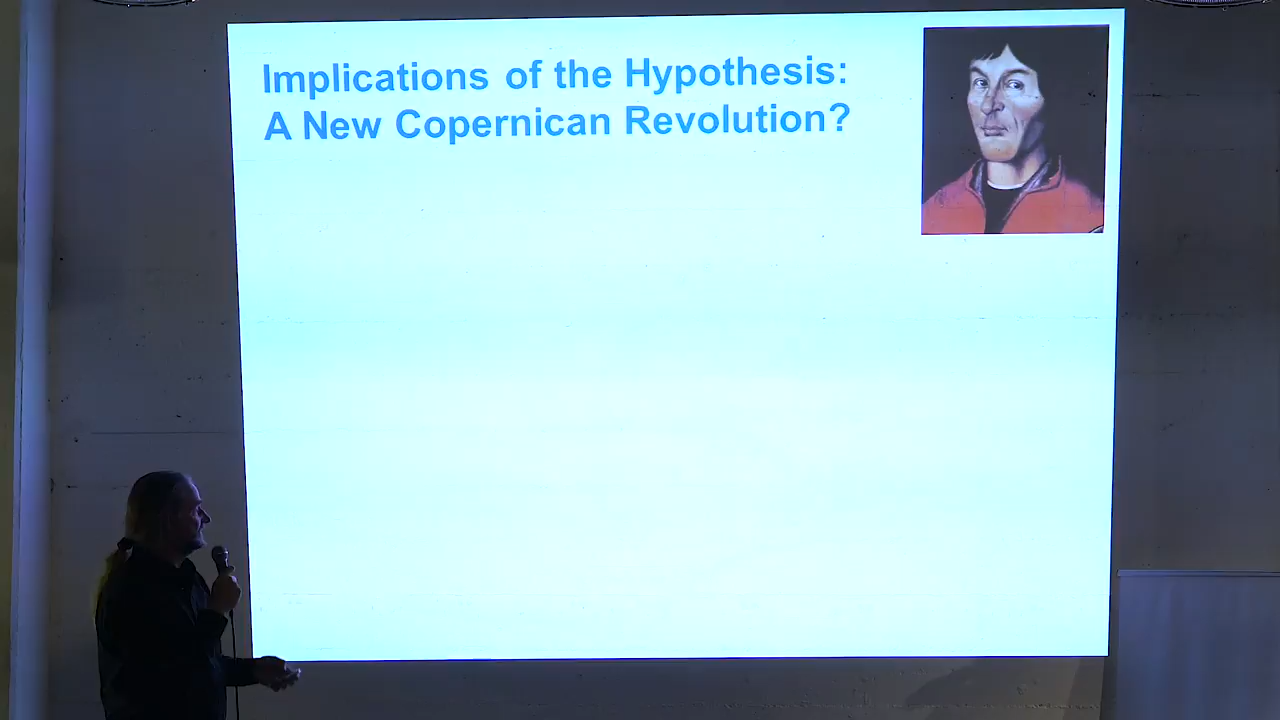 Implications of the Hypothesis:
A New Copernican Revolution?